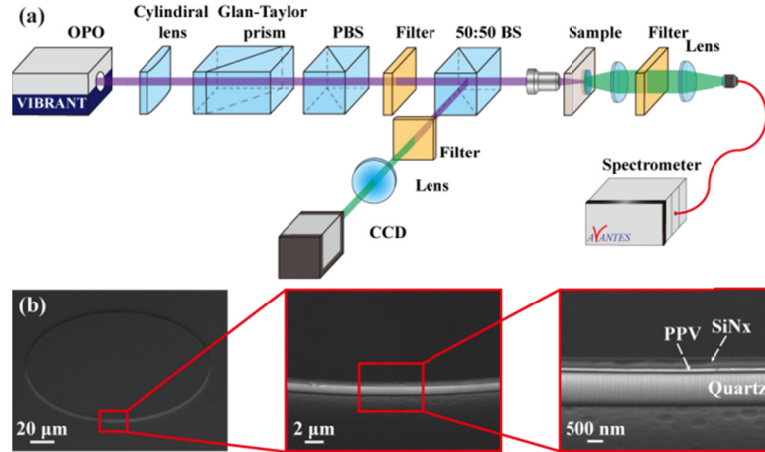 (a)
OPO
Cylindiral
lens
Glan-Taylor
prism
PBS
Filter
50:50 BS
Sample
Filter
Lens
VIBRANT
Filter
Lens
CCD
Spectrometer
AVANTES
(b)
20 μm
2 μm
PPV
SiNx
Quartz
500 nm